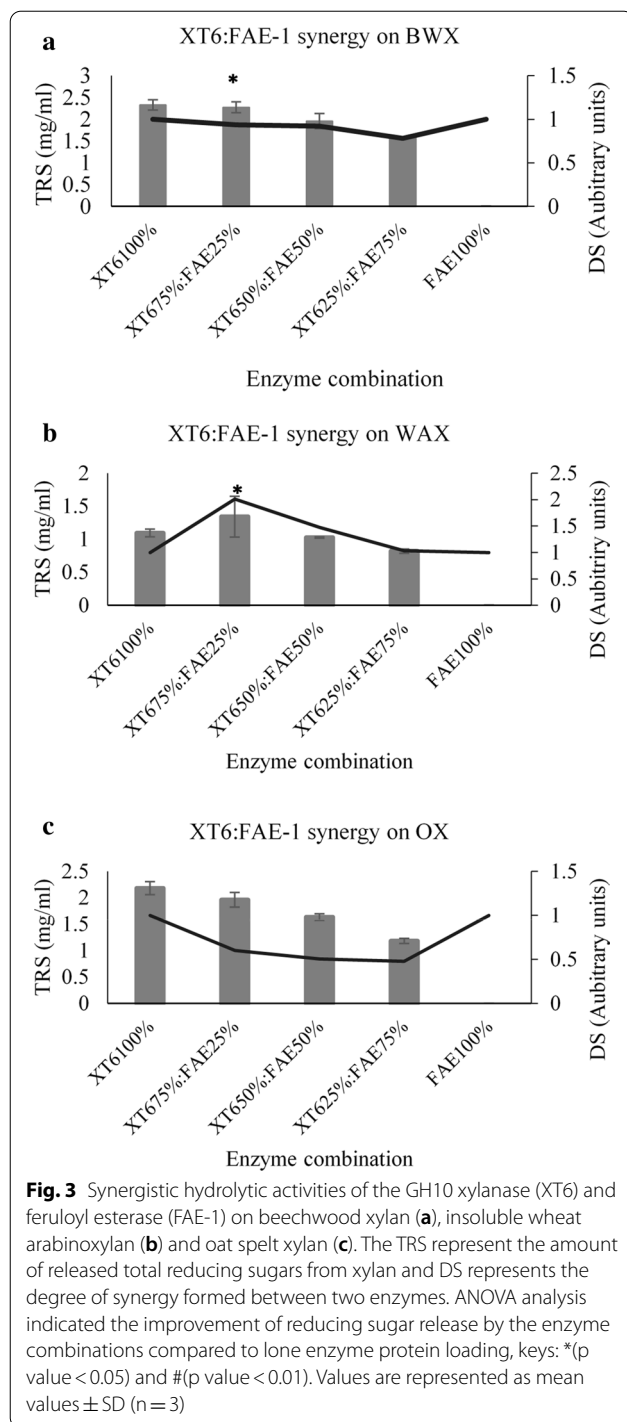 a
XT6:FAE-1 synergy on BWX
TRS (mg/ml)
3
2.5
2
1.5
1
0.5
0
*
1.5
1
0.5
0
DS (Aubitrary units)
XT6100%
XT675%:FAE25%
XT650%:FAE50%
XT625%:FAE75%
FAE100%
Enzyme combination
b
XT6:FAE-1 synergy on WAX
TRS (mg/ml)
2
1.5
1
0.5
0
*
2.5
2
1.5
1
0.5
0
DS (Aubitriry units)
XT6100%
XT675%:FAE25%
XT650%:FAE50%
XT625%:FAE75%
FAE100%
Enzyme combination
c
XT6:FAE-1 synergy on OX
TRS (mg/ml)
2.5
2
1.5
1
0.5
0
1.5
1
0.5
0
DS (Aubitrary units)
XT6100%
XT675%:FAE25%
XT650%:FAE50%
XT625%:FAE75%
FAE100%
Enzyme combination
Fig. 3 Synergistic hydrolytic activities of the GH10 xylanase (XT6) and
feruloyl esterase (FAE-1) on beechwood xylan (a), insoluble wheat
arabinoxylan (b) and oat spelt xylan (c). The TRS represent the amount
of released total reducing sugars from xylan and DS represents the
degree of synergy formed between two enzymes. ANOVA analysis
indicated the improvement of reducing sugar release by the enzyme
combinations compared to lone enzyme protein loading, keys: *(p
value < 0.05) and #(p value < 0.01). Values are represented as mean
values ± SD (n = 3)